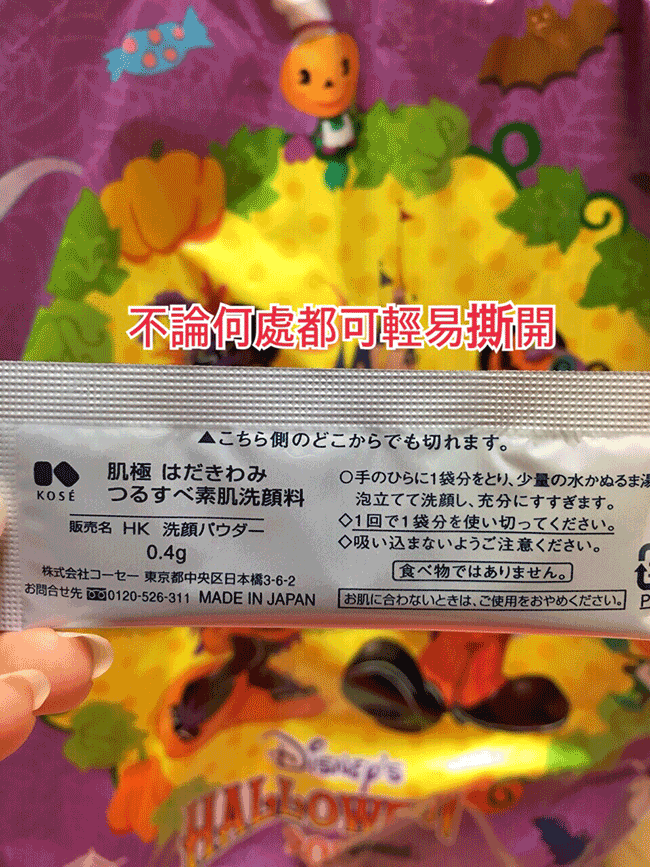 不論何處都可輕易撕開
▲こちら側のどこからでも切れます。
KOSÉ
肌極 はだきわみ
つるすべ素肌洗顔料
販売名 HK 洗顔パウダー
0.4g
株式会社コーセー 東京都中央区日本橋3-6-2
お問合せ先 0120-526-311 MADE IN JAPAN
○手のひらに1袋分をとり、少量の水かぬるま湯
泡立てて洗顔し、充分にすすぎます。
◇1回で1袋分を使い切ってください。
◇吸い込まないようご注意ください。
食べ物ではありません。
お肌に合わないときは、ご使用をおやめください。
Disney's
HALLOWE